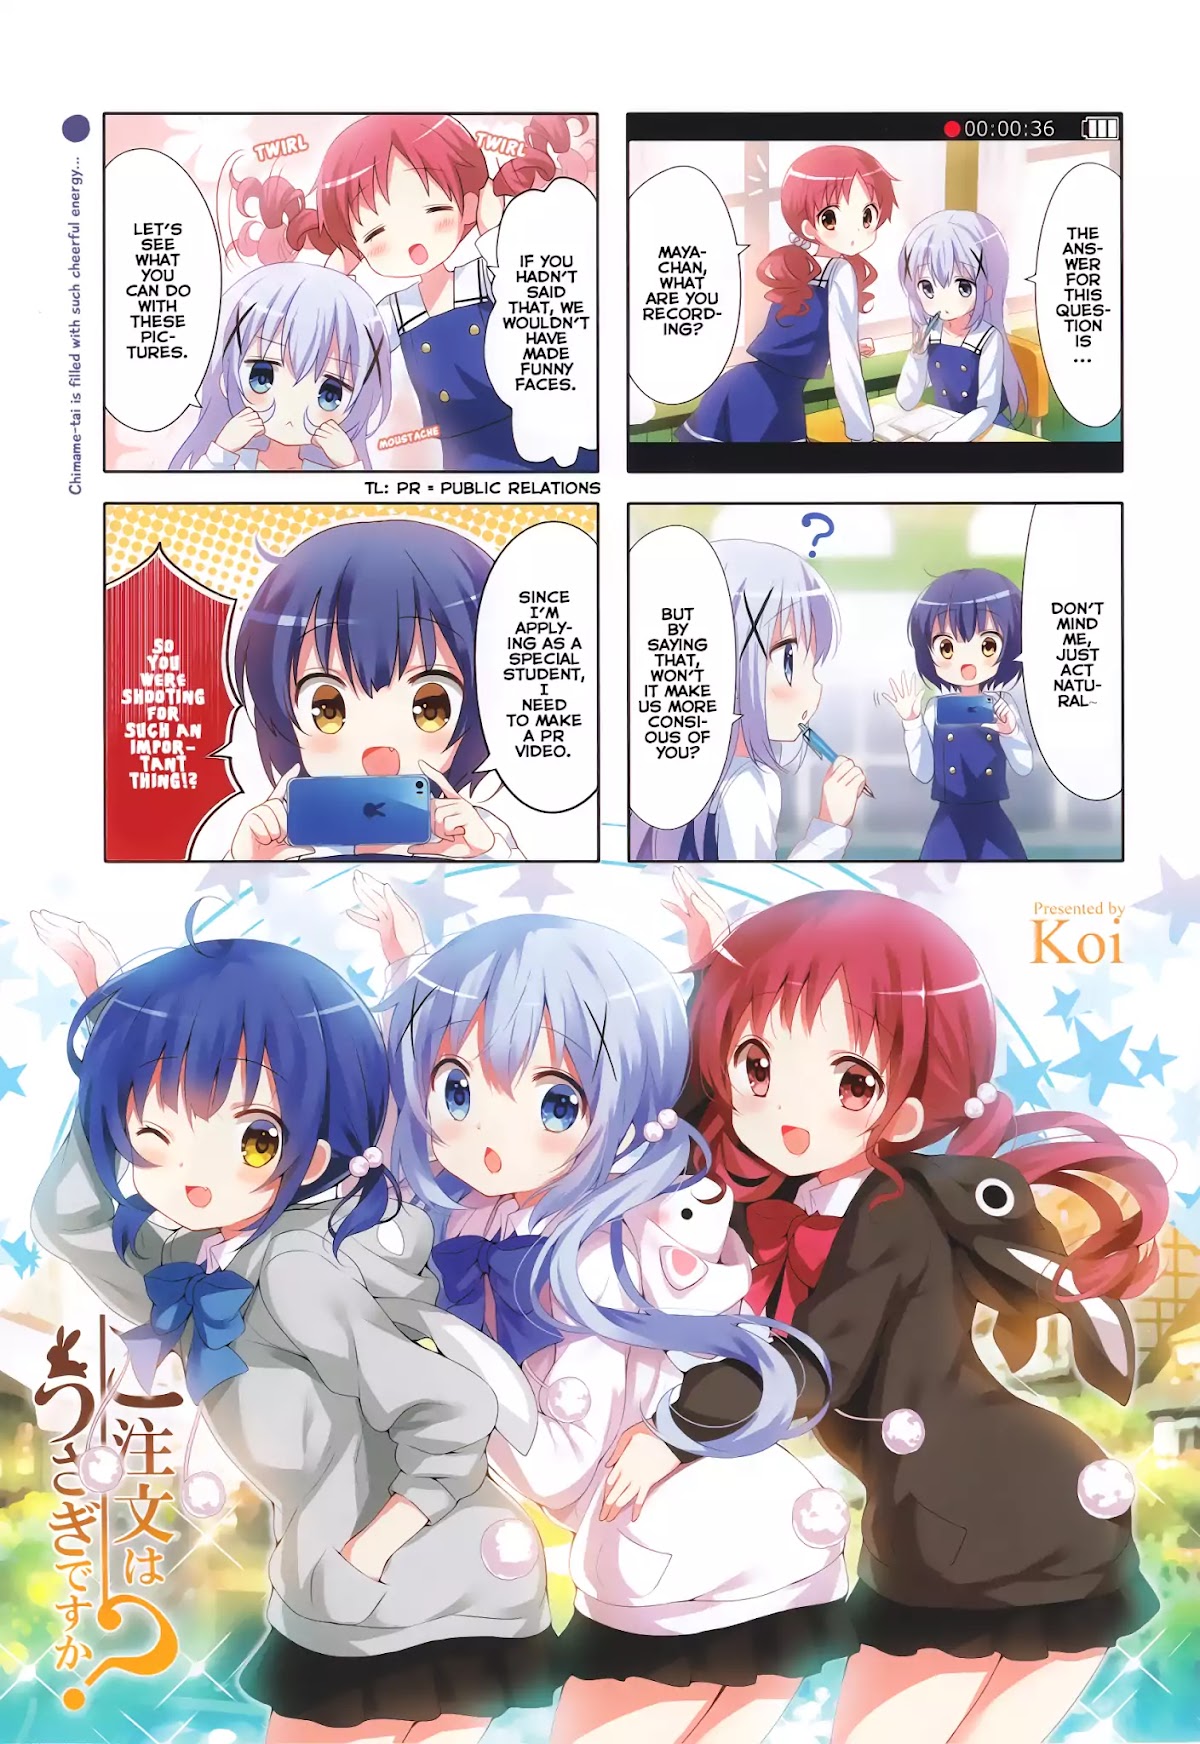 00:00:36
THE
AN-
SWER
FOR THIS
QUES-
TION
IS
...
MAYA-
CHAN,
WHAT
ARE YOU
RECORD-
ING?
DON'T
MIND
ME,
JUST
ACT
NATU-
RAL~
?
BUT
BY
SAYING
THAT,
WON'T
IT MAKE
US MORE
CONSI-
OUS OF
YOU?
TWIRL
TWIRL
IF YOU
HADN'T
SAID
THAT, WE
WOULDN'T
HAVE
MADE
FUNNY
FACES.
LET'S
SEE
WHAT
YOU
CAN DO
WITH
THESE
PIC-
TURES.
MOUSTACHE
Chimame-tai is filled with such cheerful energy...
TL: PR = PUBLIC RELATIONS
SINCE
I'M
APPLY-
ING AS A
SPECIAL
STUDENT,
I
NEED
TO MAKE
A PR
VIDEO.
SO
YOU
WERE
SHOOTING
FOR
SUCH AN
IMPOR-
TANT
THING!?
Presented by
Koi
ご注文は
うさぎですか?